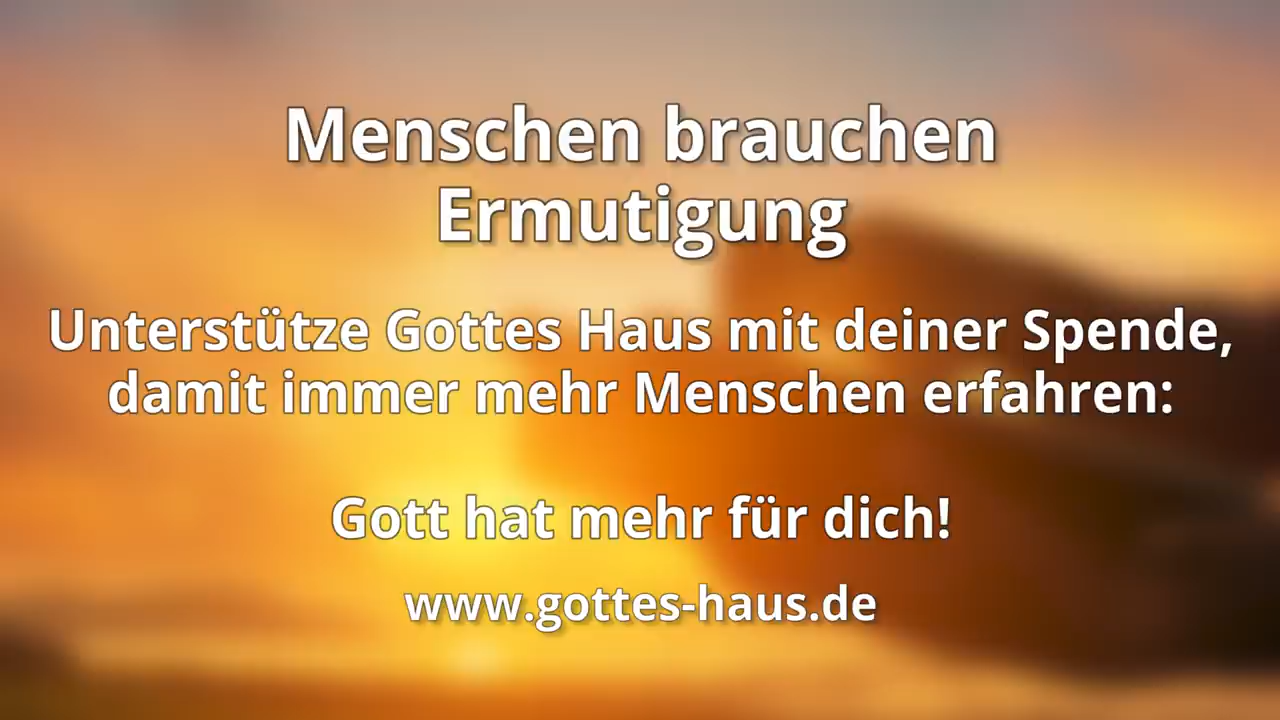 Menschen brauchen
Ermutigung
Unterstütze Gottes Haus mit deiner Spende,
damit immer mehr Menschen erfahren:
Gott hat mehr für dich!
www.gottes-haus.de